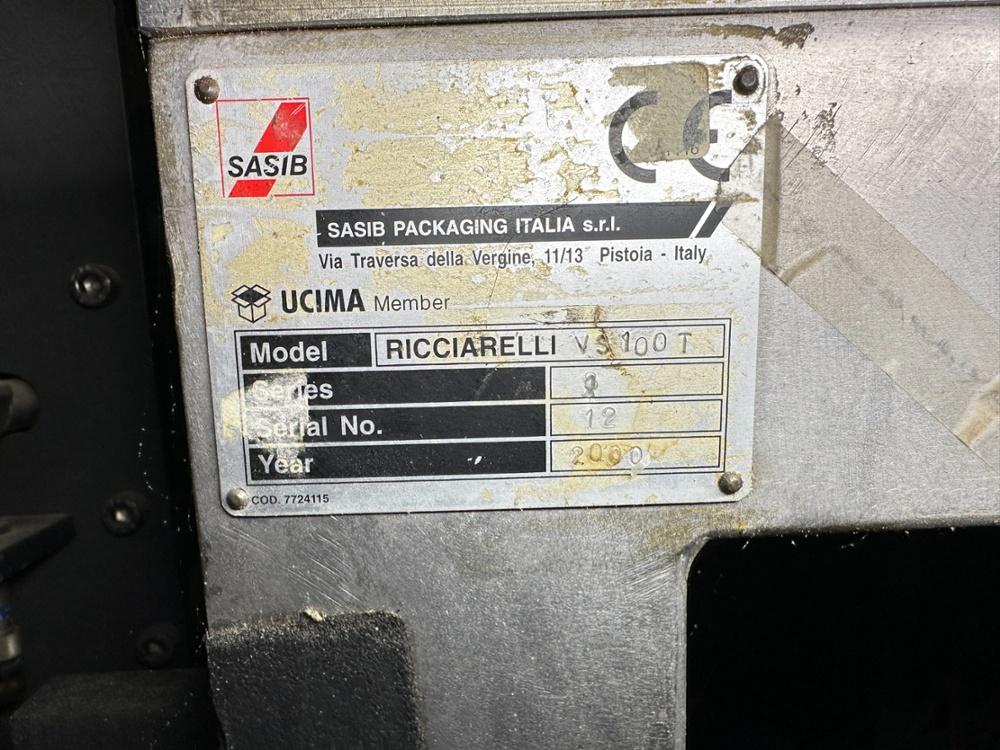 SASIB
CE
SASIB PACKAGING ITALIA s.r.l.
Via Traversa della Vergine, 11/13 Pistoia - Italy
UCIMA Member
Model RICCIARELLI VS100T
Series
Serial No. 12
Year 2000
COD. 7724115